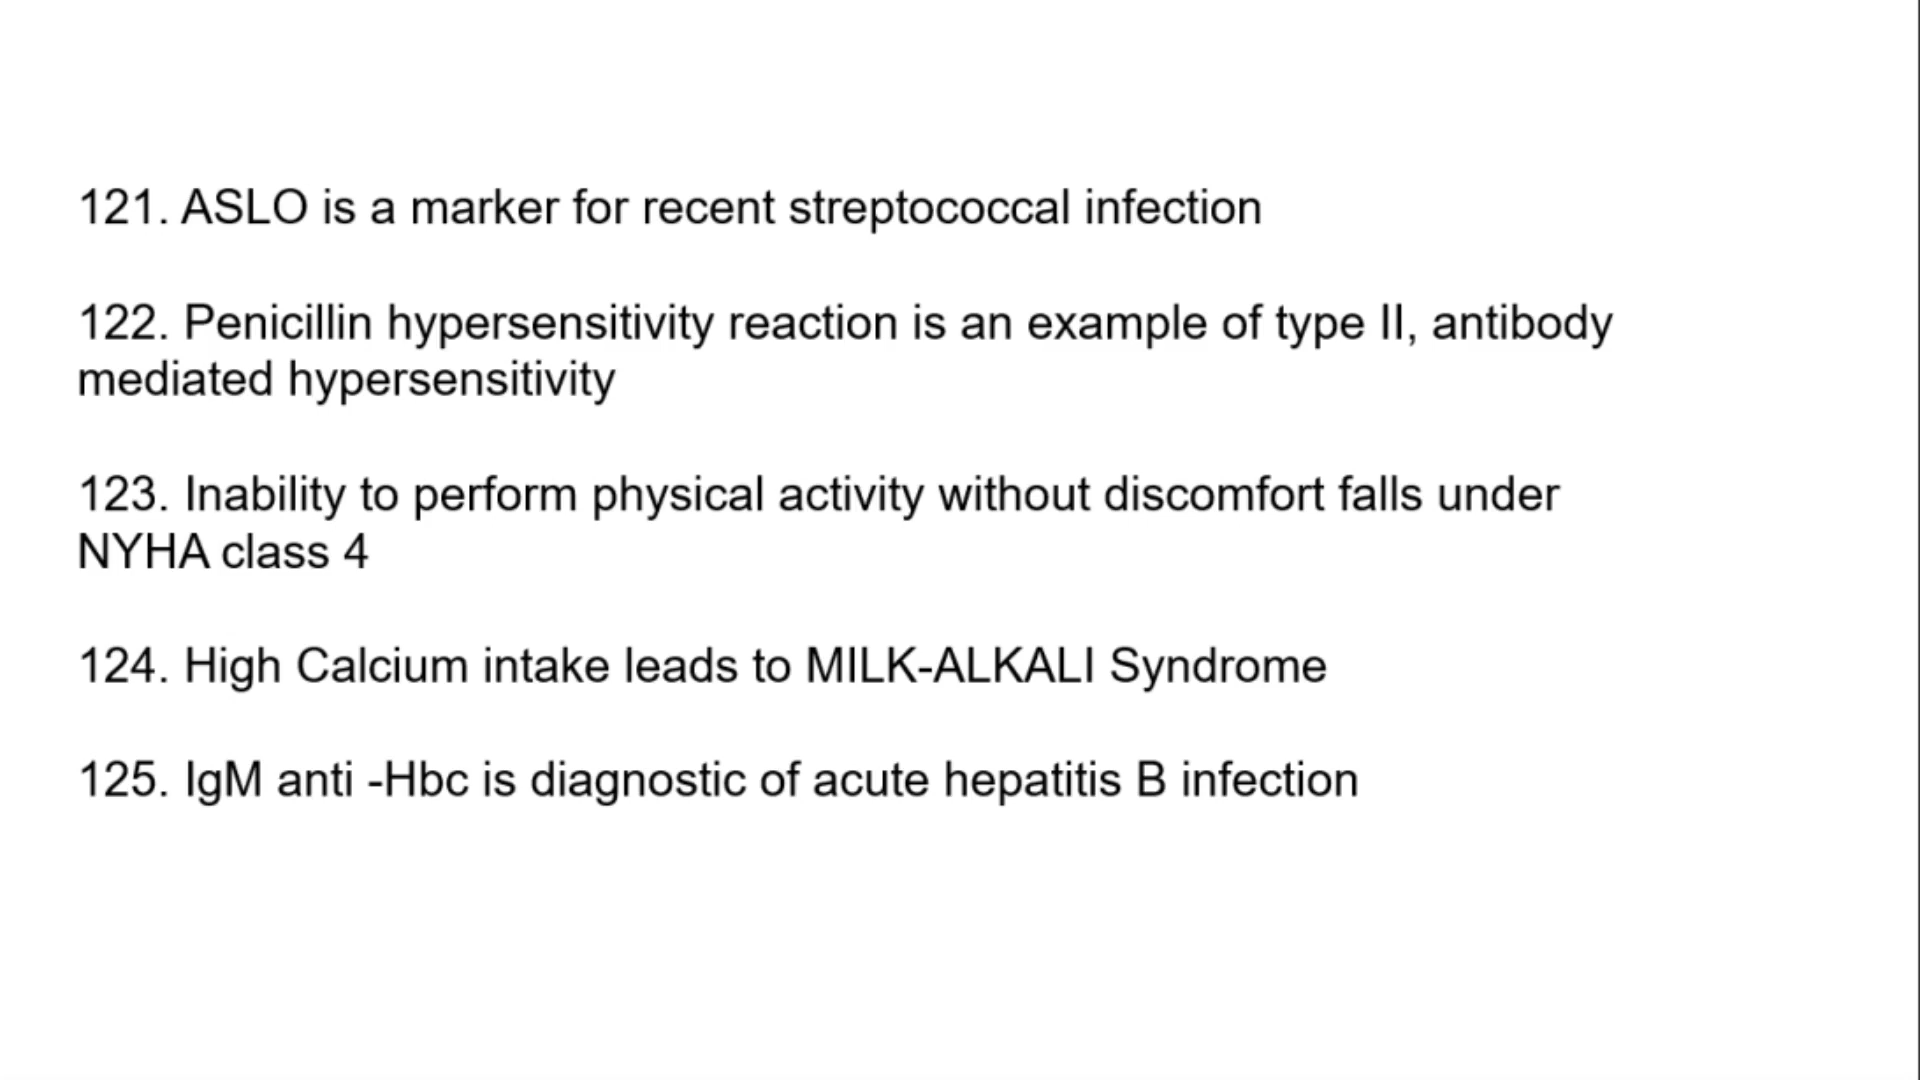 121. ASLO is a marker for recent streptococcal infection
122. Penicillin hypersensitivity reaction is an example of type II, antibody
mediated hypersensitivity
123. Inability to perform physical activity without discomfort falls under
NYHA class 4
124. High Calcium intake leads to MILK-ALKALI Syndrome
125. IgM anti -Hbc is diagnostic of acute hepatitis B infection